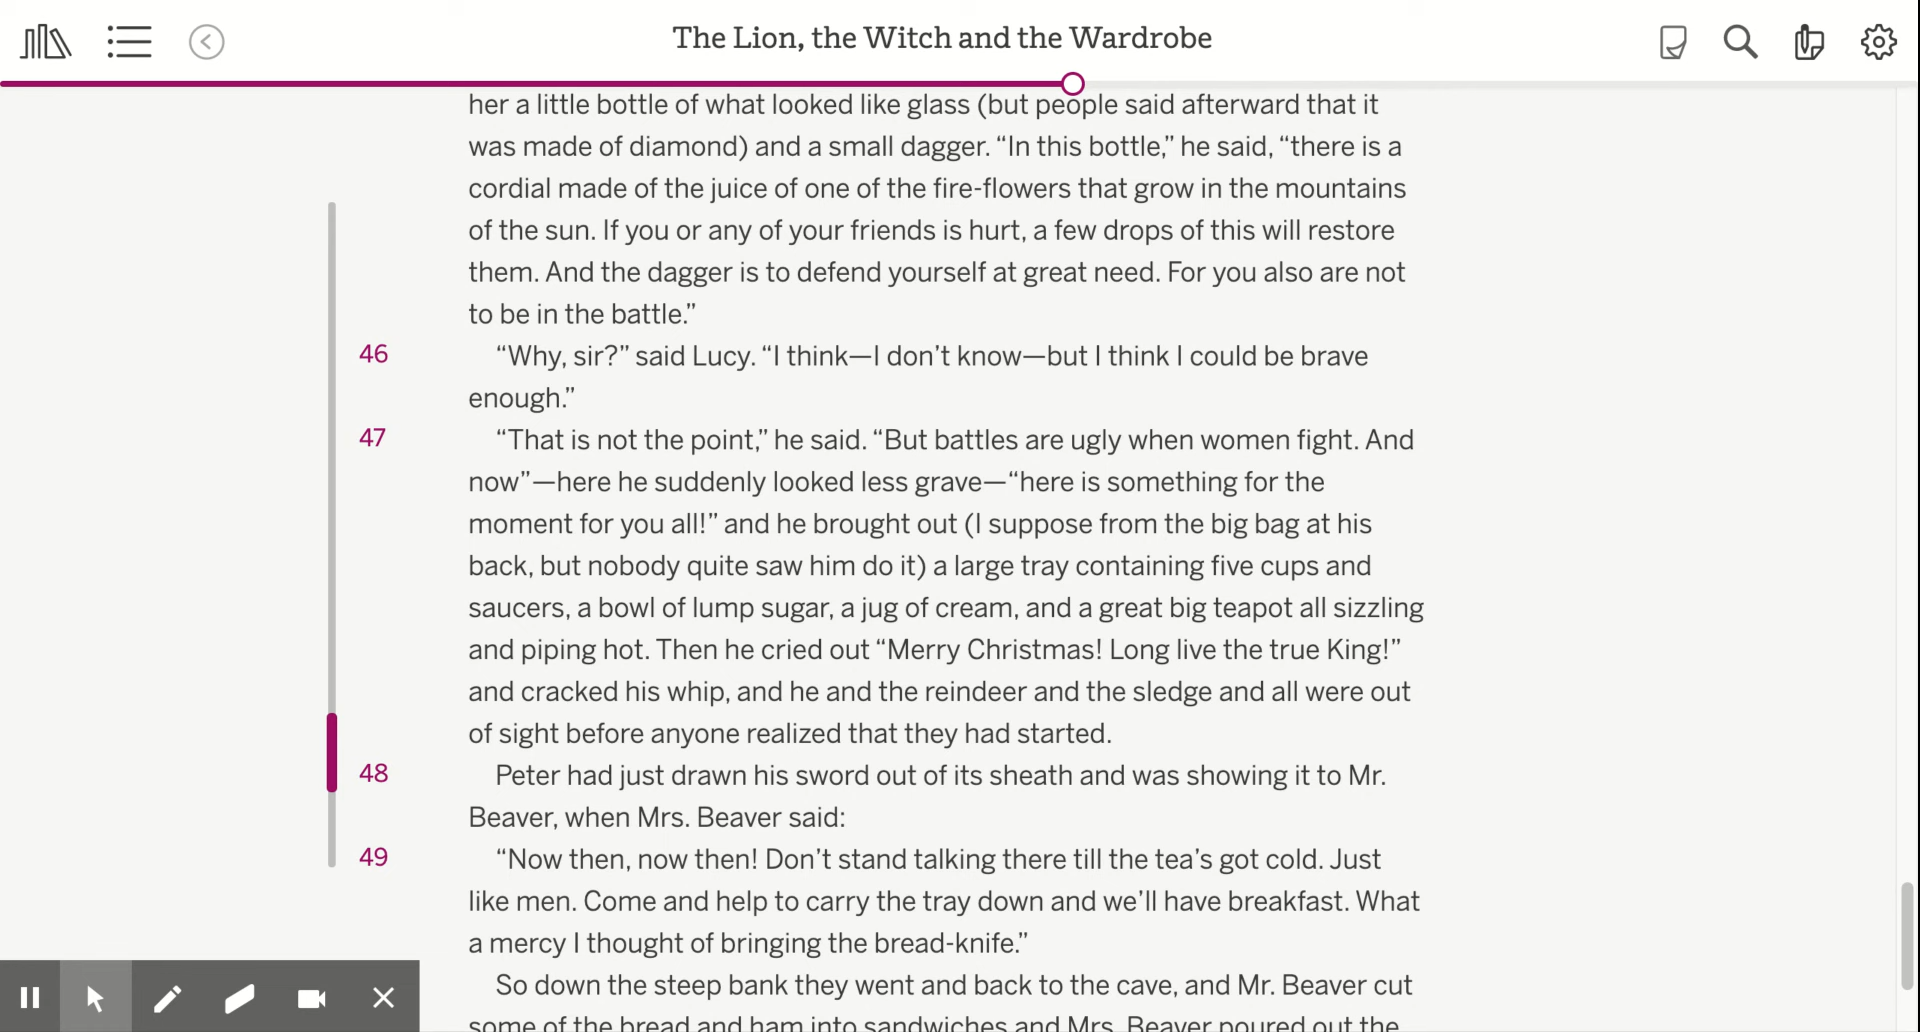 The Lion, the Witch and the Wardrobe
her a little bottle of what looked like glass (but people said afterward that it
was made of diamond) and a small dagger. “In this bottle,” he said, “there is a
cordial made of the juice of one of the fire-flowers that grow in the mountains
of the sun. If you or any of your friends is hurt, a few drops of this will restore
them. And the dagger is to defend yourself at great need. For you also are not
to be in the battle.”
46 “Why, sir?” said Lucy. “I think—I don’t know—but I think I could be brave
enough.”
47 “That is not the point,” he said. “But battles are ugly when women fight. And
now”—here he suddenly looked less grave—“here is something for the
moment for you all!” and he brought out (I suppose from the big bag at his
back, but nobody quite saw him do it) a large tray containing five cups and
saucers, a bowl of lump sugar, a jug of cream, and a great big teapot all sizzling
and piping hot. Then he cried out “Merry Christmas! Long live the true King!”
and cracked his whip, and he and the reindeer and the sledge and all were out
of sight before anyone realized that they had started.
48 Peter had just drawn his sword out of its sheath and was showing it to Mr.
Beaver, when Mrs. Beaver said:
49 “Now then, now then! Don’t stand talking there till the tea’s got cold. Just
like men. Come and help to carry the tray down and we’ll have breakfast. What
a mercy I thought of bringing the bread-knife.”
So down the steep bank they went and back to the cave, and Mr. Beaver cut
some of the bread and ham into sandwiches and Mrs. Beaver poured out the